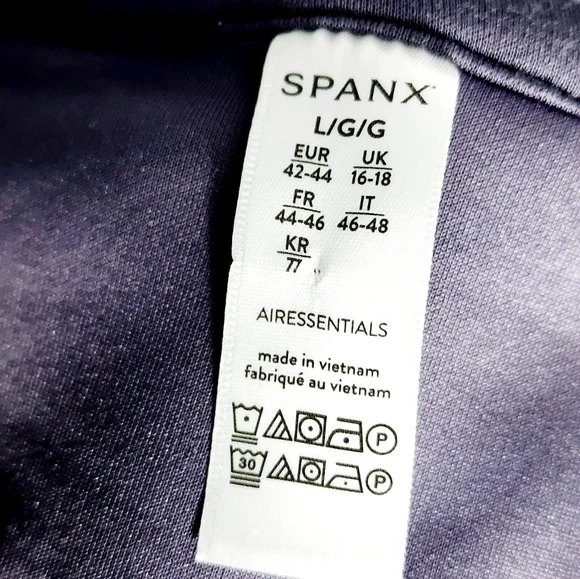 SPANX
L/G/G
EUR UK
42-44 16-18
FR IT
44-46 46-48
KR
77
AIRESSENTIALS
made in vietnam
fabriqué au vietnam
P
30 P